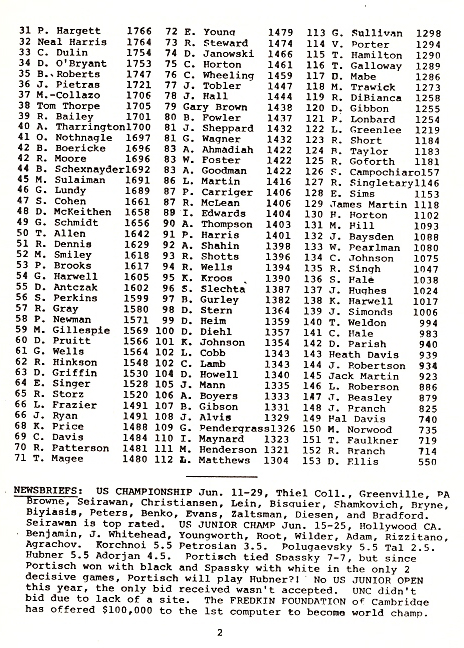 31 P. Hargett 1766
32 Neal Harris 1764
33 C. Dulin 1754
34 D. O'Bryant 1753
35 B. Roberts 1747
36 J. Pietras 1721
37 M. Collazo 1706
38 Tom Thorpe 1705
39 R. Bailey 1701
40 A. Tharrington1700
41 O. Nothnagle 1697
42 B. Boericke 1696
42 R. Moore 1696
44 B. Schexnayder1692
45 M. Sulaiman 1691
46 G. Lundy 1689
47 S. Cohen 1661
48 D. McKeithen 1658
49 G. Schmidt 1656
50 T. Allen 1642
51 R. Dennis 1629
52 M. Smiley 1618
53 P. Brooks 1617
54 G. Harwell 1605
55 D. Antczak 1602
56 S. Perkins 1599
57 R. Gray 1580
58 P. Newman 1571
59 M. Gillespie 1569
60 D. Pruitt 1566
61 G. Wells 1564
62 R. Hinkson 1548
63 D. Griffin 1530
64 E. Singer 1528
65 R. Storz 1520
66 L. Frazier 1491
66 J. Ryan 1491
68 K. Price 1488
69 C. Davis 1484
70 R. Patterson 1481
71 T. Magee 1480
72 E. Young 1479
73 R. Steward 1474
74 D. Janowski 1466
75 C. Horton 1461
76 C. Wheeling 1459
77 J. Tobler 1447
78 J. Hall 1444
79 Gary Brown 1438
80 B. Fowler 1437
81 J. Sheppard 1432
81 G. Wagner 1432
83 A. Ahmadiah 1422
83 W. Foster 1422
83 A. Goodman 1422
86 L. Martin 1416
87 P. Carriger 1406
87 R. McLean 1406
89 I. Edwards 1404
90 A. Thompson 1403
91 P. Harris 1401
92 A. Shahin 1398
93 R. Shotts 1396
94 R. Wells 1394
95 K. Kroos 1390
96 S. Slechta 1387
97 B. Gurley 1382
98 D. Stern 1364
99 D. Heim 1359
100 D. Diehl 1357
101 K. Johnson 1354
102 L. Cobb 1343
102 C. Lamb 1343
104 D. Howell 1340
105 J. Mann 1335
106 A. Boyers 1333
107 B. Gibson 1331
108 J. Alvis 1329
109 G. Pendergrass1326
110 I. Maynard 1323
111 M. Henderson 1321
112 L. Matthews 1304
113 G. Sullivan 1298
114 V. Porter 1294
115 T. Hamilton 1290
116 T. Galloway 1289
117 D. Mabe 1286
118 M. Trawick 1273
119 R. DiBianca 1258
120 D. Gibbon 1255
121 P. Lonbard 1254
122 L. Greenlee 1219
123 R. Short 1184
124 R. Taylor 1183
125 R. Goforth 1181
126 S. Campochiaro1157
127 R. Singletary1146
128 E. Sims 1153
129 James Martin 1118
130 H. Horton 1102
131 M. Hill 1093
132 J. Baysden 1088
133 W. Pearlman 1080
134 C. Johnson 1075
135 R. Singh 1047
136 S. Hale 1038
137 J. Hughes 1024
138 K. Harwell 1017
139 J. Simonds 1006
140 T. Weldon 994
141 C. Hale 983
142 D. Parish 940
143 Heath Davis 939
144 J. Robertson 934
145 Jack Martin 923
146 L. Roberson 886
147 J. Beasley 879
148 J. Pranch 825
149 Hal Davis 740
150 M. Norwood 735
151 T. Faulkner 719
152 R. Rranch 714
153 D. Ellis 550
NEWSBRIEFS: US CHAMPIONSHIP Jun. 11-29, Thiel Coll., Greenville, PA
Browne, Seirawan, Christiansen, Lein, Bisquier, Shamkovich, Bryne,
Biyiasis, Peters, Benko, Evans, Zaltsman, Diesen, and Bradford.
Seirawan is top rated. US JUNIOR CHAMP Jun. 15-25, Hollywood CA.
Benjamin, J. Whitehead, Youngworth, Root, Wilder, Adam, Rizzitano,
Agrachov. Korchnoi 5.5 Petrosian 3.5. Polugaevsky 5.5 Tal 2.5.
Hubner 5.5 Adorjan 4.5. Portisch tied Spassky 7-7, but since
Portisch won with black and Spassky with white in the only 2
decisive games, Portisch will play Hubner?! No US JUNIOR OPEN
this year, the only bid received wasn't accepted. UNC didn't
bid due to lack of a site. The FREDKIN FOUNDATION of Cambridge
has offered $100,000 to the 1st computer to become world champ.
2